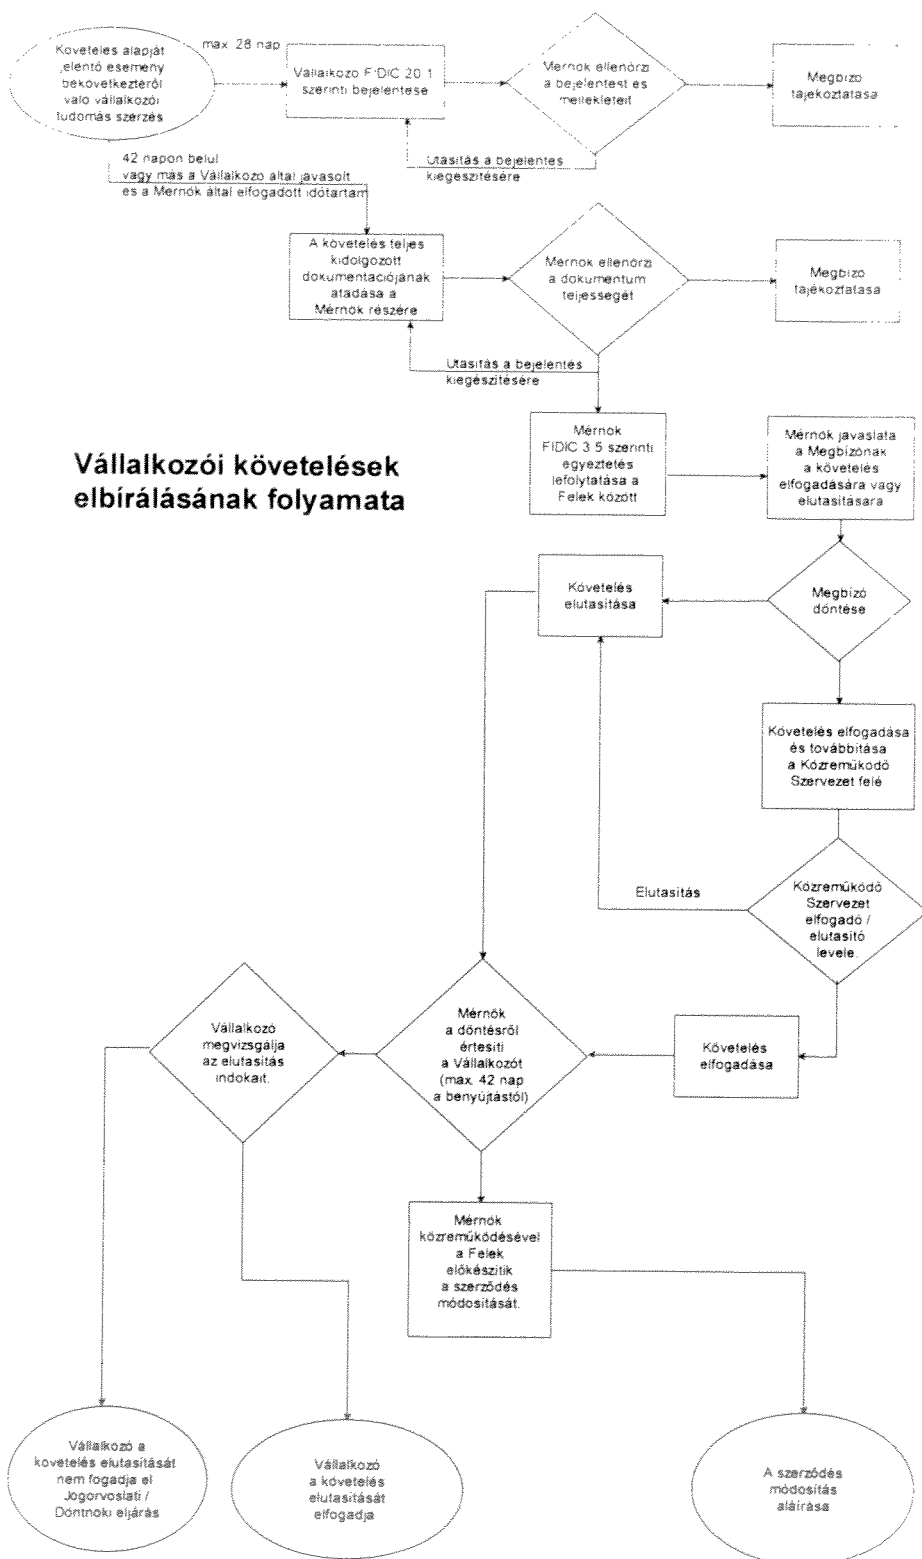 Követelés alapját
jelentő esemény
bekövetkeztéről
való vállalkozói
tudomás szerzés
max. 28 nap
Vállalkozó FIDIC 20.1
szerinti bejelentése
Mérnök ellenőrzi
a bejelentést és
mellékleteit
Megbízó
tájékoztatása
Utasítás a bejelentés
kiegészítésére
42 napon belül
vagy más a Vállalkozó által javasolt
és a Mérnök által elfogadott időtartam
A követelés teljes
kidolgozott
dokumentációjának
átadása a
Mérnök részére
Mérnök ellenőrzi
a dokumentum
teljességét
Megbízó
tájékoztatása
Utasítás a bejelentés
kiegészítésére
Mérnök
FIDIC 3.5 szerinti
egyeztetés
lefolytatása a
Felek között
Mérnök javaslata
a Megbízónak
a követelés
elfogadására vagy
elutasítására
Vállalkozói követelések
elbírálásának folyamata
Követelés
elutasítása
Megbízó
döntése
Követelés elfogadása
és továbbítása
a Közreműködő
Szervezet felé
Elutasítás
Közreműködő
Szervezet
elfogadó /
elutasító
levele.
Vállalkozó
megvizsgálja
az elutasítás
indokait.
Mérnök
a döntésről
értesíti
a Vállalkozót
(max. 42 nap
a benyújtástól)
Követelés
elfogadása
Mérnök
közreműködésével
a Felek
előkészítik
a szerződés
módosítását.
Vállalkozó a
követelés elutasítását
nem fogadja el
Jogorvoslati /
Döntnöki eljárás
Vállalkozó
a követelés
elutasítását
elfogadja
A szerződés
módosítás
aláírása